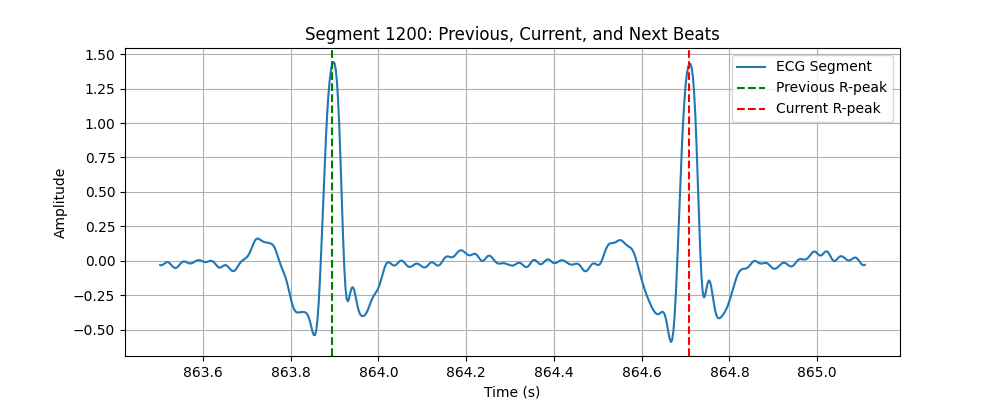 Segment 1200: Previous, Current, and Next Beats
ECG Segment
Previous R-peak
Current R-peak
Amplitude
1.50
1.25
1.00
0.75
0.50
0.25
0.00
−0.25
−0.50
863.6 863.8 864.0 864.2 864.4 864.6 864.8 865.0
Time (s)